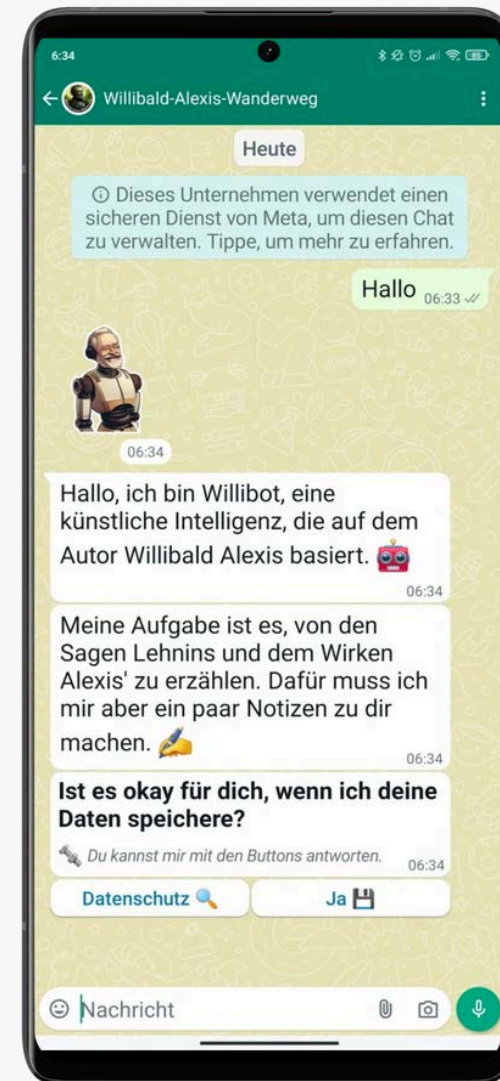 6:34
85
Willibald-Alexis-Wanderweg
Heute
Dieses Unternehmen verwendet einen
sicheren Dienst von Meta, um diesen Chat
zu verwalten. Tippe, um mehr zu erfahren.
Hallo 06:33
06:34
Hallo, ich bin Willibot, eine
künstliche Intelligenz, die auf dem
Autor Willibald Alexis basiert. 🤖
06:34
Meine Aufgabe ist es, von den
Sagen Lehnins und dem Wirken
Alexis' zu erzählen. Dafür muss ich
mir aber ein paar Notizen zu dir
machen. ✍️
06:34
Ist es okay für dich, wenn ich deine
Daten speichere?
🔩 Du kannst mir mit den Buttons antworten. 06:34
Datenschutz 🔍
Ja 💾
Nachricht